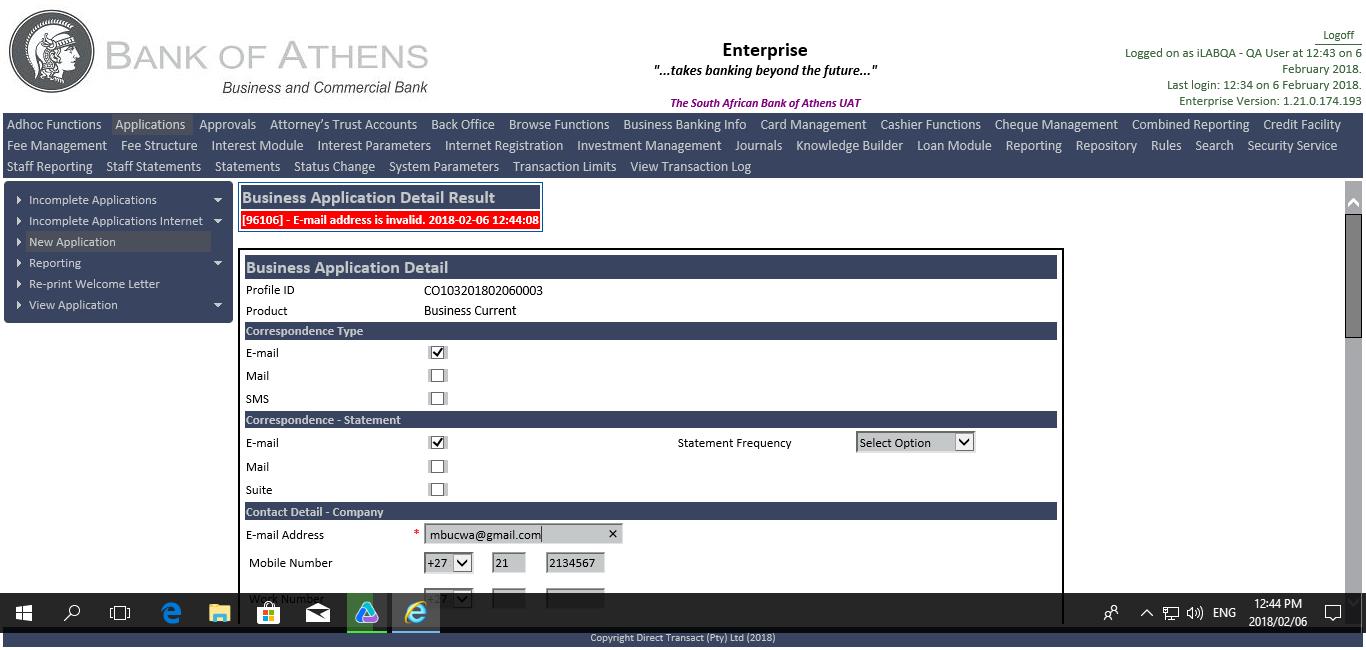 BANK OF ATHENS
Business and Commercial Bank
Enterprise
"...takes banking beyond the future..."
The South African Bank of Athens UAT
Logoff
Logged on as iLABQA - QA User at 12:43 on 6
February 2018.
Last login: 12:34 on 6 February 2018.
Enterprise Version: 1.21.0.174.193
Adhoc Functions Applications Approvals Attorney's Trust Accounts Back Office Browse Functions Business Banking Info Card Management Cashier Functions Cheque Management Combined Reporting Credit Facility
Fee Management Fee Structure Interest Module Interest Parameters Internet Registration Investment Management Journals Knowledge Builder Loan Module Reporting Repository Rules Search Security Service
Staff Reporting Staff Statements Statements Status Change System Parameters Transaction Limits View Transaction Log
Incomplete Applications
Incomplete Applications Internet
New Application
Reporting
Re-print Welcome Letter
View Application
Business Application Detail Result
[96106] - E-mail address is invalid. 2018-02-06 12:44:08
Business Application Detail
Profile ID CO103201802060003
Product Business Current
Correspondence Type
E-mail
Mail
SMS
Correspondence - Statement
E-mail Statement Frequency Select Option
Mail
Suite
Contact Detail - Company
E-mail Address * mbucwa@gmail.com
Mobile Number +27 21 2134567
Work Number +27
ENG
12:44 PM
2018/02/06
Copyright Direct Transact (Pty) Ltd (2018)